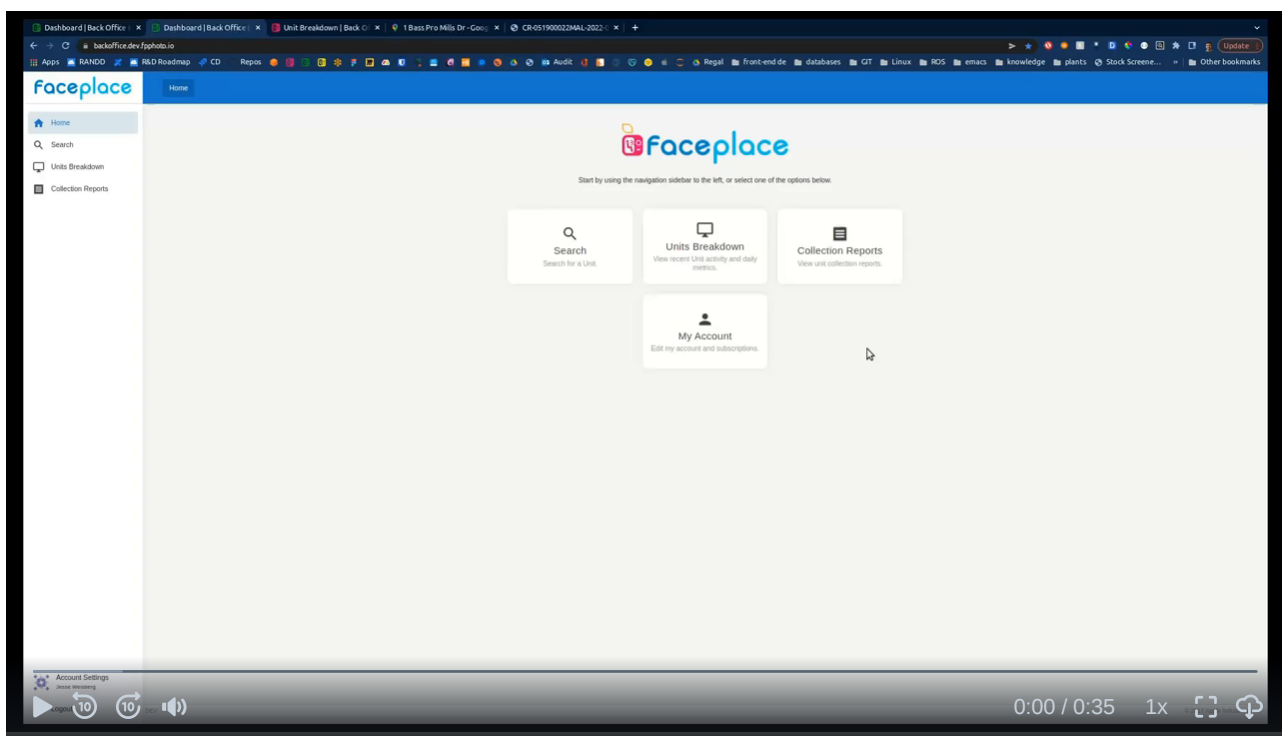 Dashboard | Back Office | Dashboard | Back Office | Unit Breakdown | Back O 1 Bass Pro Mills Dr - Goog CR-051900022MAL-2022-
backoffice.dev.fpphoto.io Update
Apps RANDD R&D Roadmap CD Repos Audit Regal front-end de databases GIT Linux ROS emacs knowledge plants Stock Screene... » Other bookmarks
faceplace Home
Home
Search
Units Breakdown
Collection Reports
faceplace
Start by using the navigation sidebar to the left, or select one of the options below.
Search
Search for a Unit.
Units Breakdown
View recent Unit activity and daily
metrics.
Collection Reports
View unit collection reports.
My Account
Edit my account and subscriptions.
Account Settings
Logout
10 10 0:00 / 0:35 1x